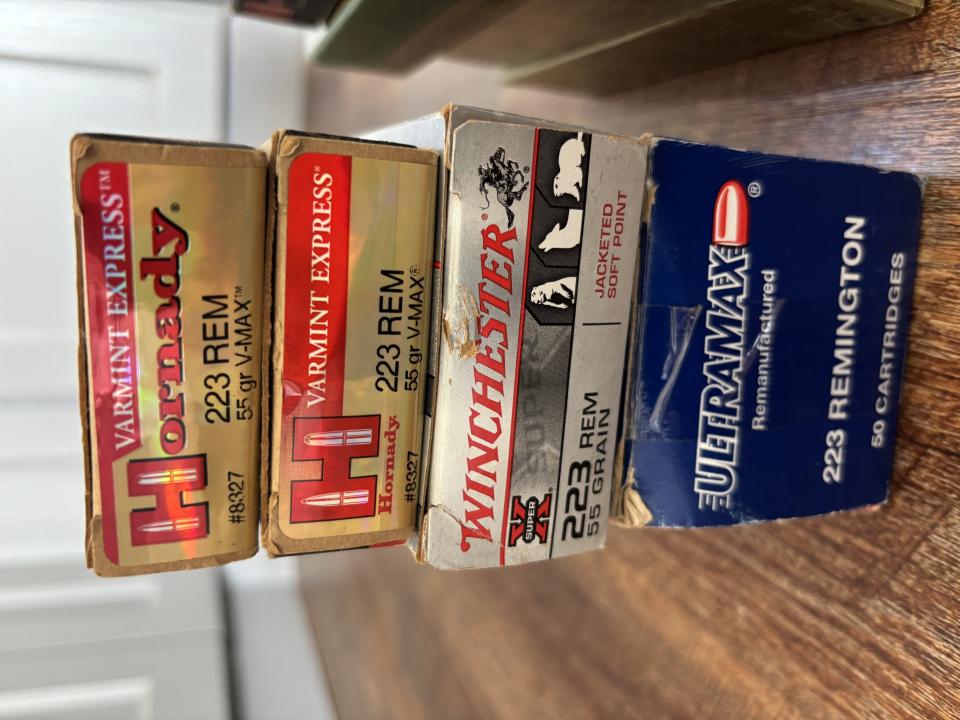 VARMINT EXPRESS™
Hornady®
223 REM
#8327 55 gr V-MAX™
VARMINT EXPRESS®
H
Hornady.
223 REM
#8327 55 gr V-MAX®
WINCHESTER®
SUPER X®
SUPER
223 REM
55 GRAIN
JACKETED
SOFT POINT
ULTRAMAX®
Remanufactured
223 REMINGTON
50 CARTRIDGES